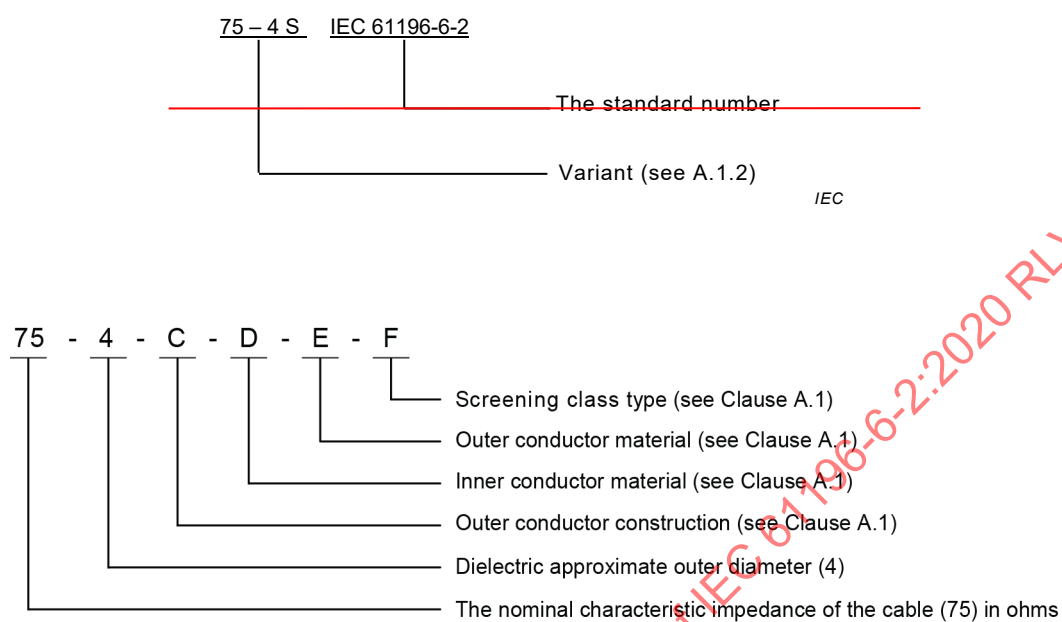 75 – 4 S IEC 61196-6-2
The standard number
Variant (see A.1.2)
IEC
75 - 4 - C - D - E - F
Screening class type (see Clause A.1)
Outer conductor material (see Clause A.1)
Inner conductor material (see Clause A.1)
Outer conductor construction (see Clause A.1)
Dielectric approximate outer diameter (4)
The nominal characteristic impedance of the cable (75) in ohms
IEC 61196-6-2:2020 RLV